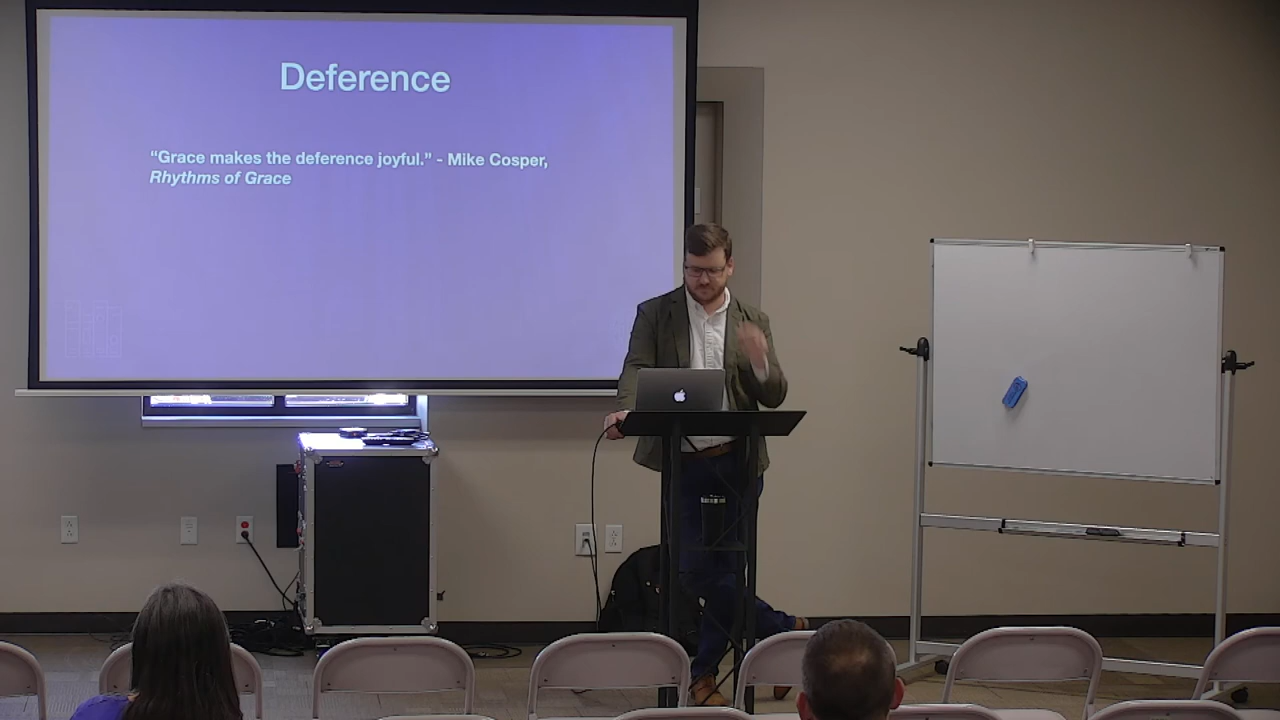 Deference
“Grace makes the deference joyful.” - Mike Cosper,
Rhythms of Grace